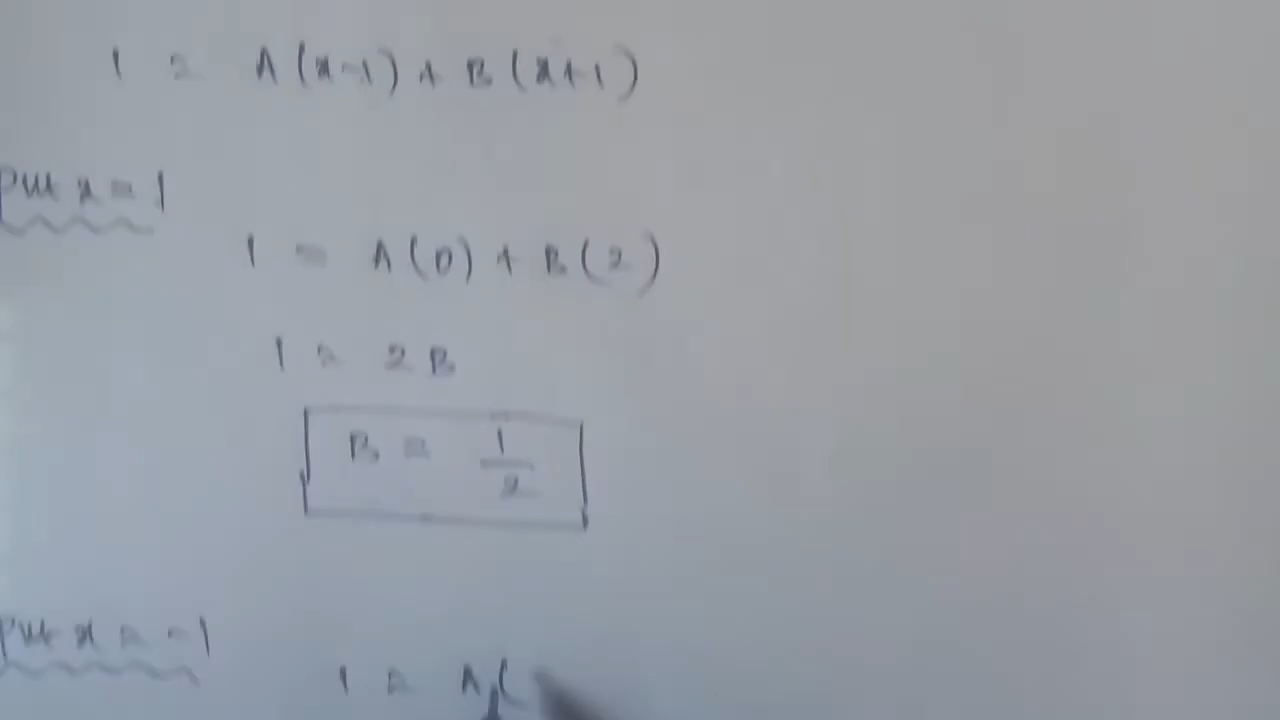 1 = A(x-1) + B(x+1)
put x = 1
1 = A(0) + B(2)
1 = 2B
B = 1/2
put x = -1
1 = A(